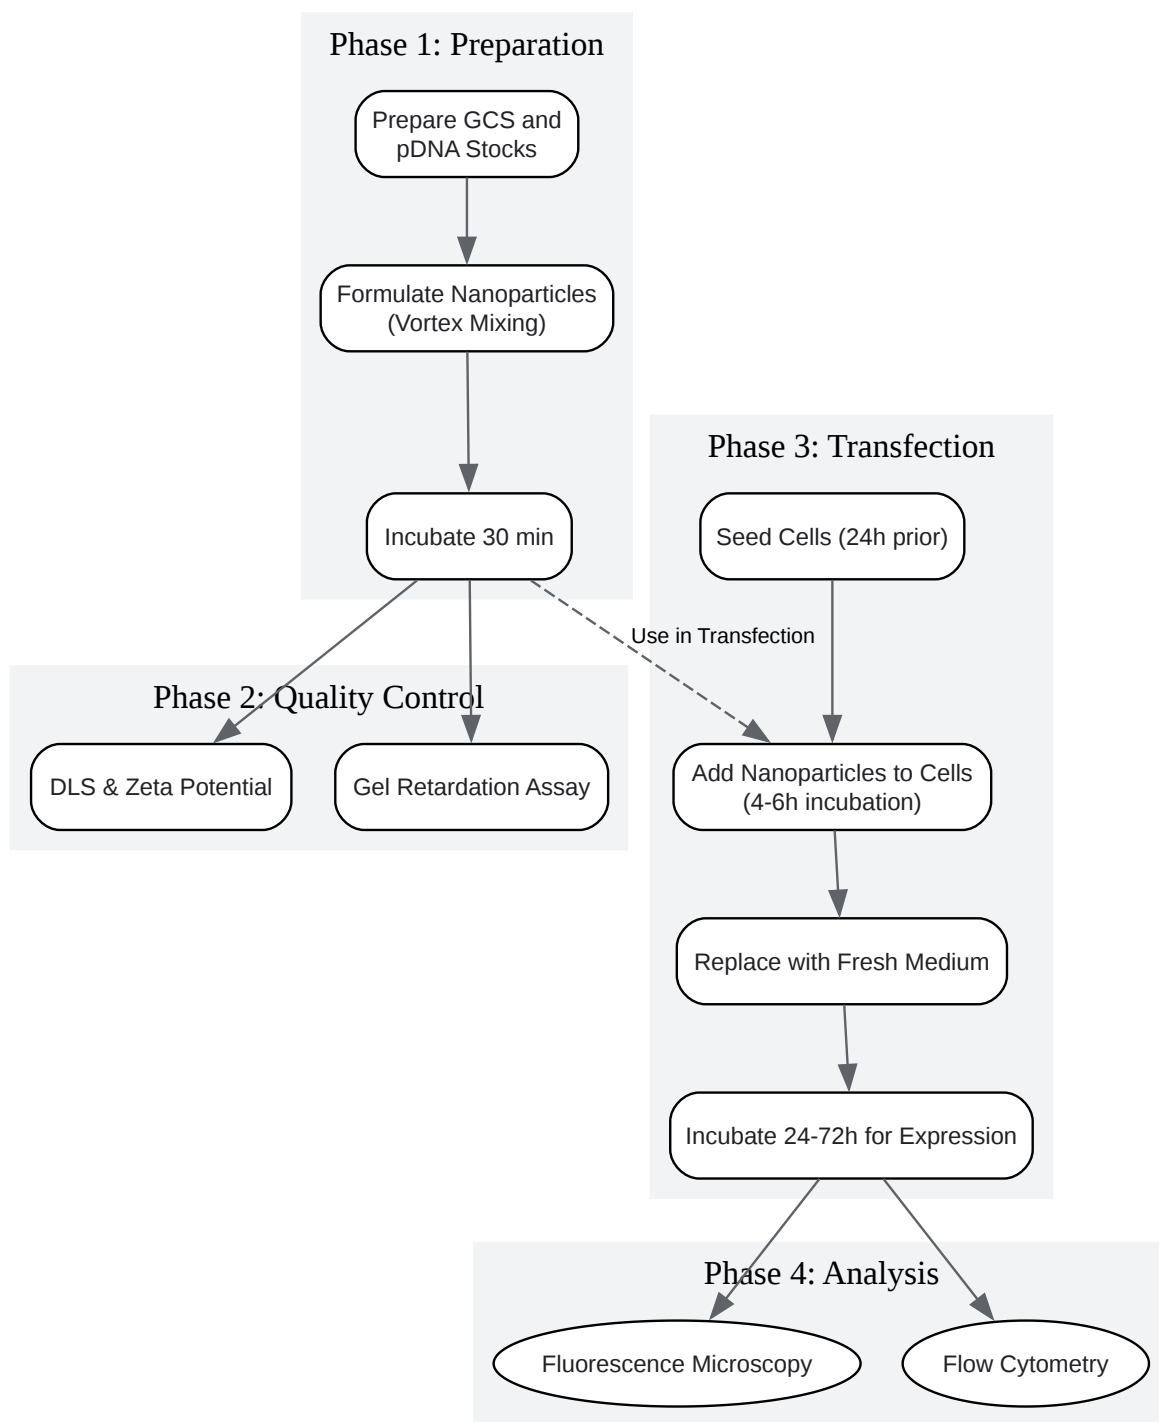 Phase 1: Preparation
Prepare GCS and
pDNA Stocks
Formulate Nanoparticles
(Vortex Mixing)
Incubate 30 min
Phase 2: Quality Control
DLS & Zeta Potential
Gel Retardation Assay
Phase 3: Transfection
Seed Cells (24h prior)
Use in Transfection
Add Nanoparticles to Cells
(4-6h incubation)
Replace with Fresh Medium
Incubate 24-72h for Expression
Phase 4: Analysis
Fluorescence Microscopy
Flow Cytometry